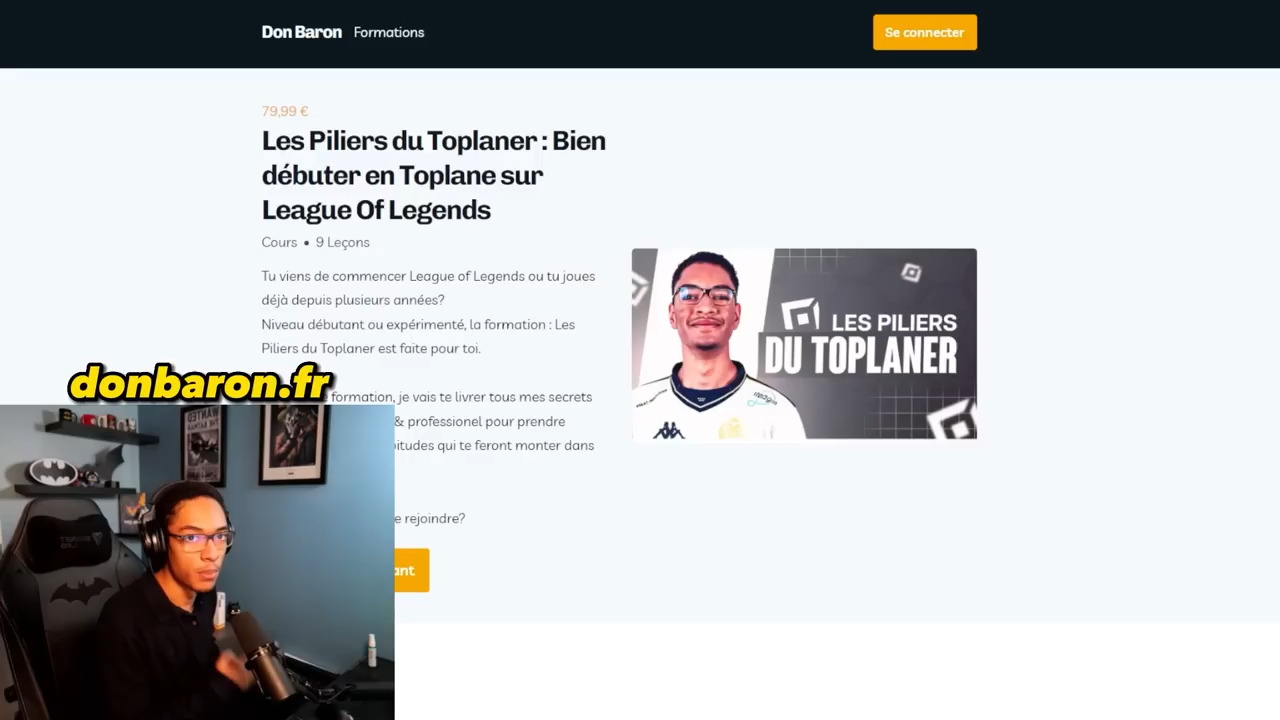 Don Baron Formations
Se connecter
79,99 €
Les Piliers du Toplaner : Bien
débuter en Toplane sur
League Of Legends
Cours • 9 Leçons
Tu viens de commencer League of Legends ou tu joues
déjà depuis plusieurs années?
Niveau débutant ou expérimenté, la formation : Les
Piliers du Toplaner est faite pour toi.
LES PILIERS
DU TOPLANER
donbaron.fr
formation, je vais te livrer tous mes secrets
& professionel pour prendre
qui te feront monter dans
rejoindre?
WANTED